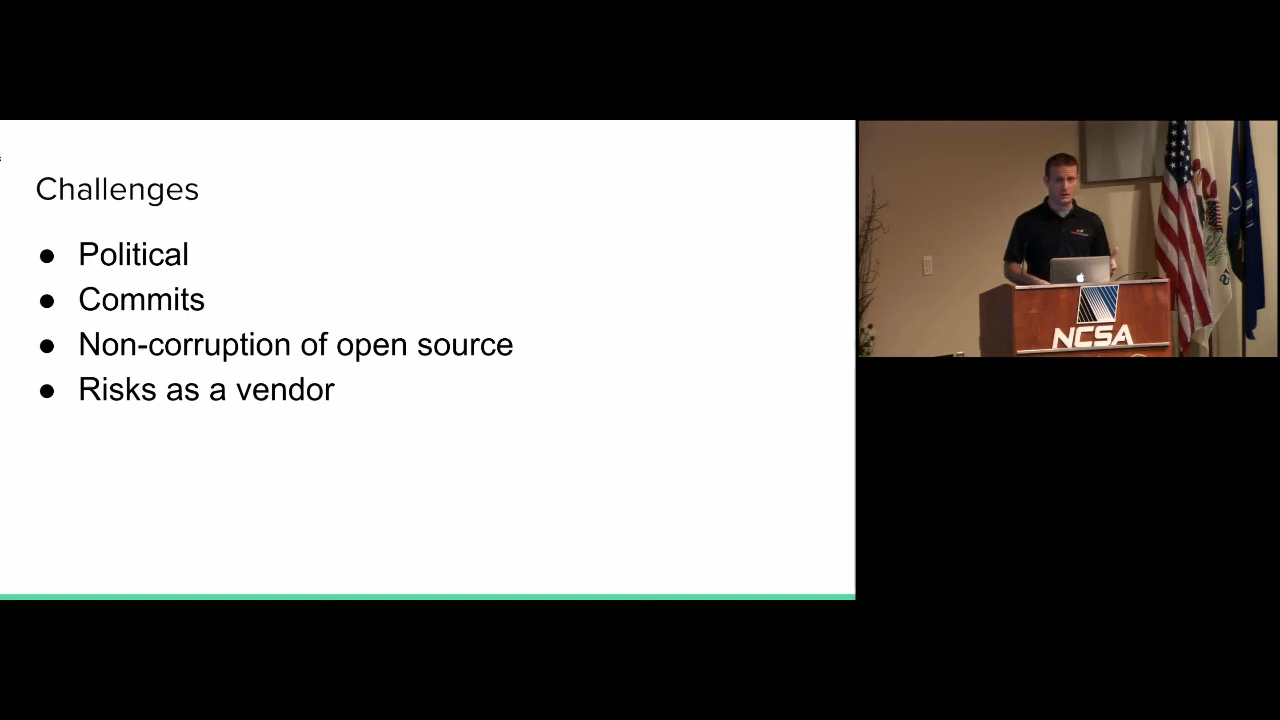 Challenges
● Political
● Commits
● Non-corruption of open source
● Risks as a vendor
NCSA